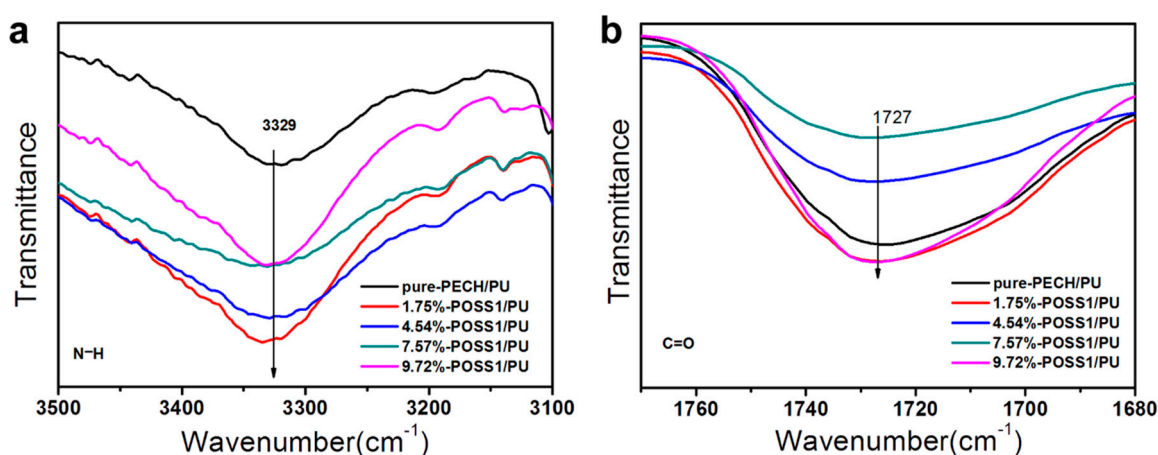 a
3329
Transmittance
N−H
pure-PECH/PU
1.75%-POSS1/PU
4.54%-POSS1/PU
7.57%-POSS1/PU
9.72%-POSS1/PU
3500 3400 3300 3200 3100
Wavenumber(cm⁻¹)
b
1727
Transmittance
C=O
pure-PECH/PU
1.75%-POSS1/PU
4.54%-POSS1/PU
7.57%-POSS1/PU
9.72%-POSS1/PU
1760 1740 1720 1700 1680
Wavenumber(cm⁻¹)